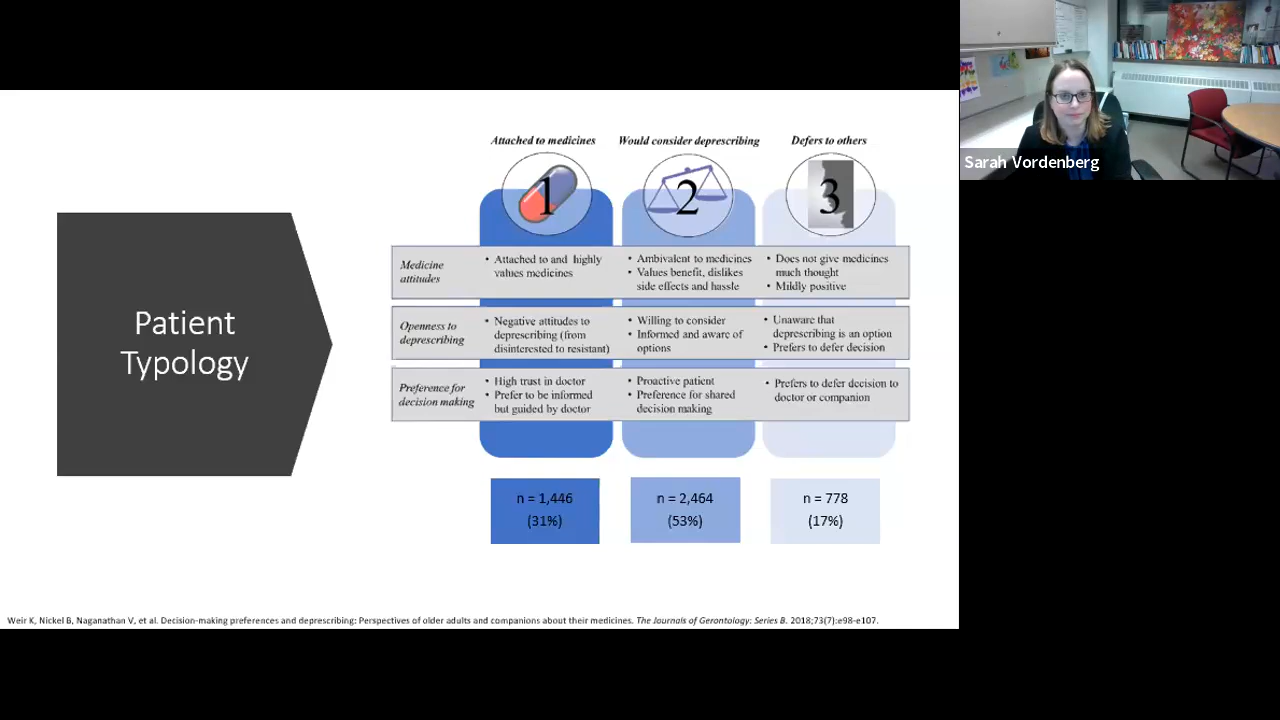 Sarah Vordenberg
Patient
Typology
Attached to medicines
Would consider deprescribing
Defers to others
1
2
3
Medicine
attitudes
• Attached to and highly
values medicines
• Ambivalent to medicines
• Values benefit, dislikes
side effects and hassle
• Does not give medicines
much thought
• Mildly positive
Openness to
deprescribing
• Negative attitudes to
deprescribing (from
disinterested to resistant)
• Willing to consider
• Informed and aware of
options
• Unaware that
deprescribing is an option
• Prefers to defer decision
Preference for
decision making
• High trust in doctor
• Prefer to be informed
but guided by doctor
• Proactive patient
• Preference for shared
decision making
• Prefers to defer decision to
doctor or companion
n = 1,446
(31%)
n = 2,464
(53%)
n = 778
(17%)
Weir K, Nickel B, Naganathan V, et al. Decision-making preferences and deprescribing: Perspectives of older adults and companions about their medicines. The Journals of Gerontology: Series B. 2018;73(7):e98-e107.